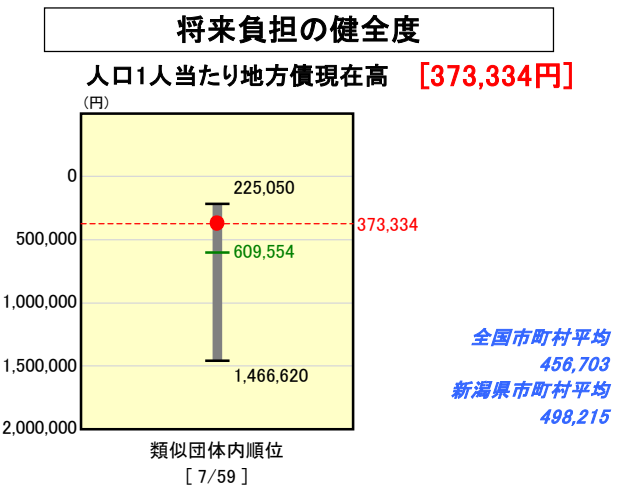 将来負担の健全度
人口1人当たり地方債現在高 [373,334円]
(円)
0
500,000
1,000,000
1,500,000
2,000,000
225,050
373,334
609,554
1,466,620
全国市町村平均
456,703
新潟県市町村平均
498,215
類似団体内順位
[ 7/59 ]